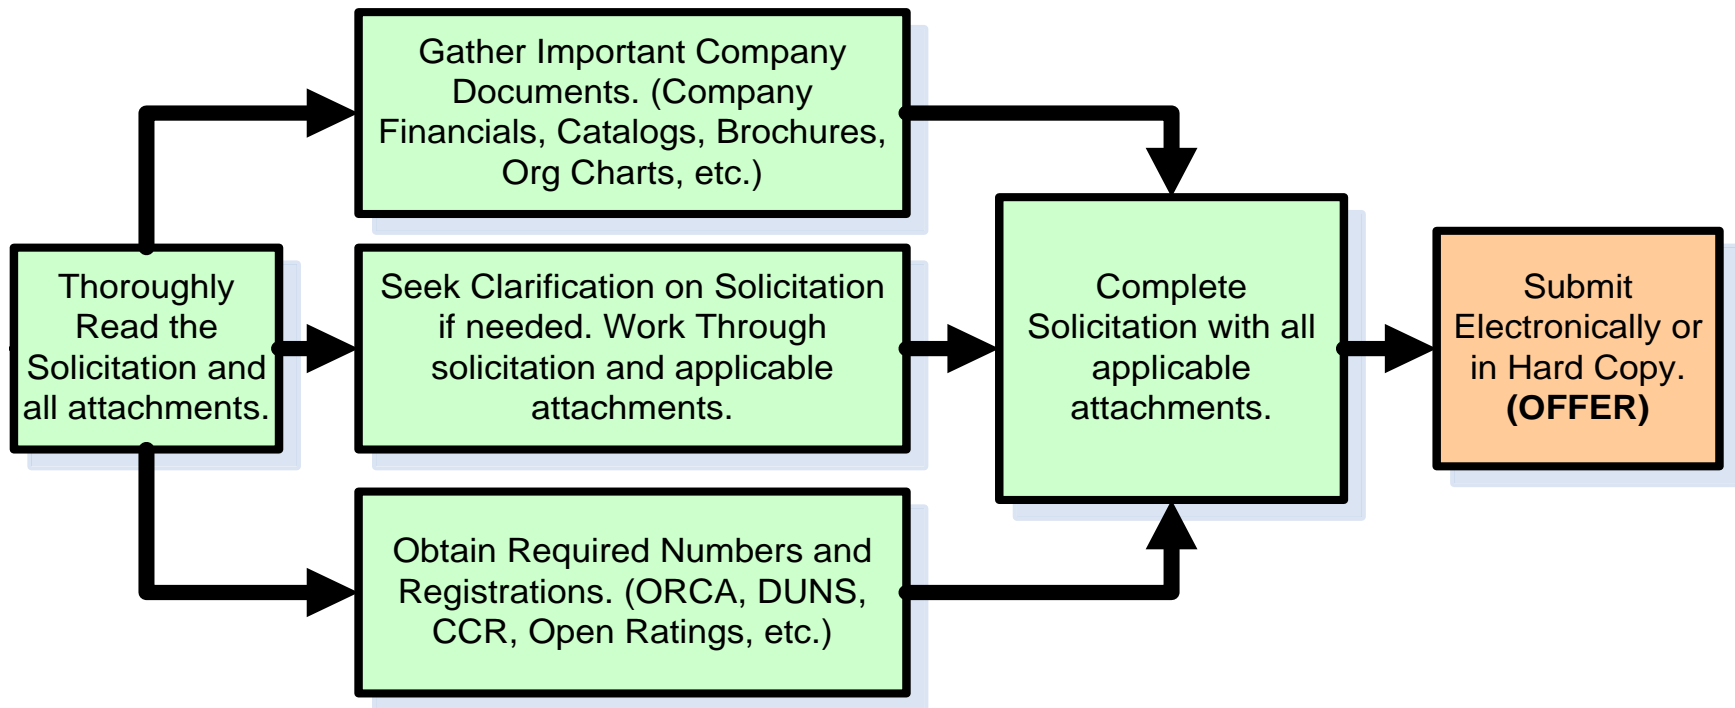 Gather Important Company
Documents. (Company
Financials, Catalogs, Brochures,
Org Charts, etc.)
Thoroughly
Read the
Solicitation and
all attachments.
Seek Clarification on Solicitation
if needed. Work Through
solicitation and applicable
attachments.
Obtain Required Numbers and
Registrations. (ORCA, DUNS,
CCR, Open Ratings, etc.)
Complete
Solicitation with all
applicable
attachments.
Submit
Electronically or
in Hard Copy.
(OFFER)